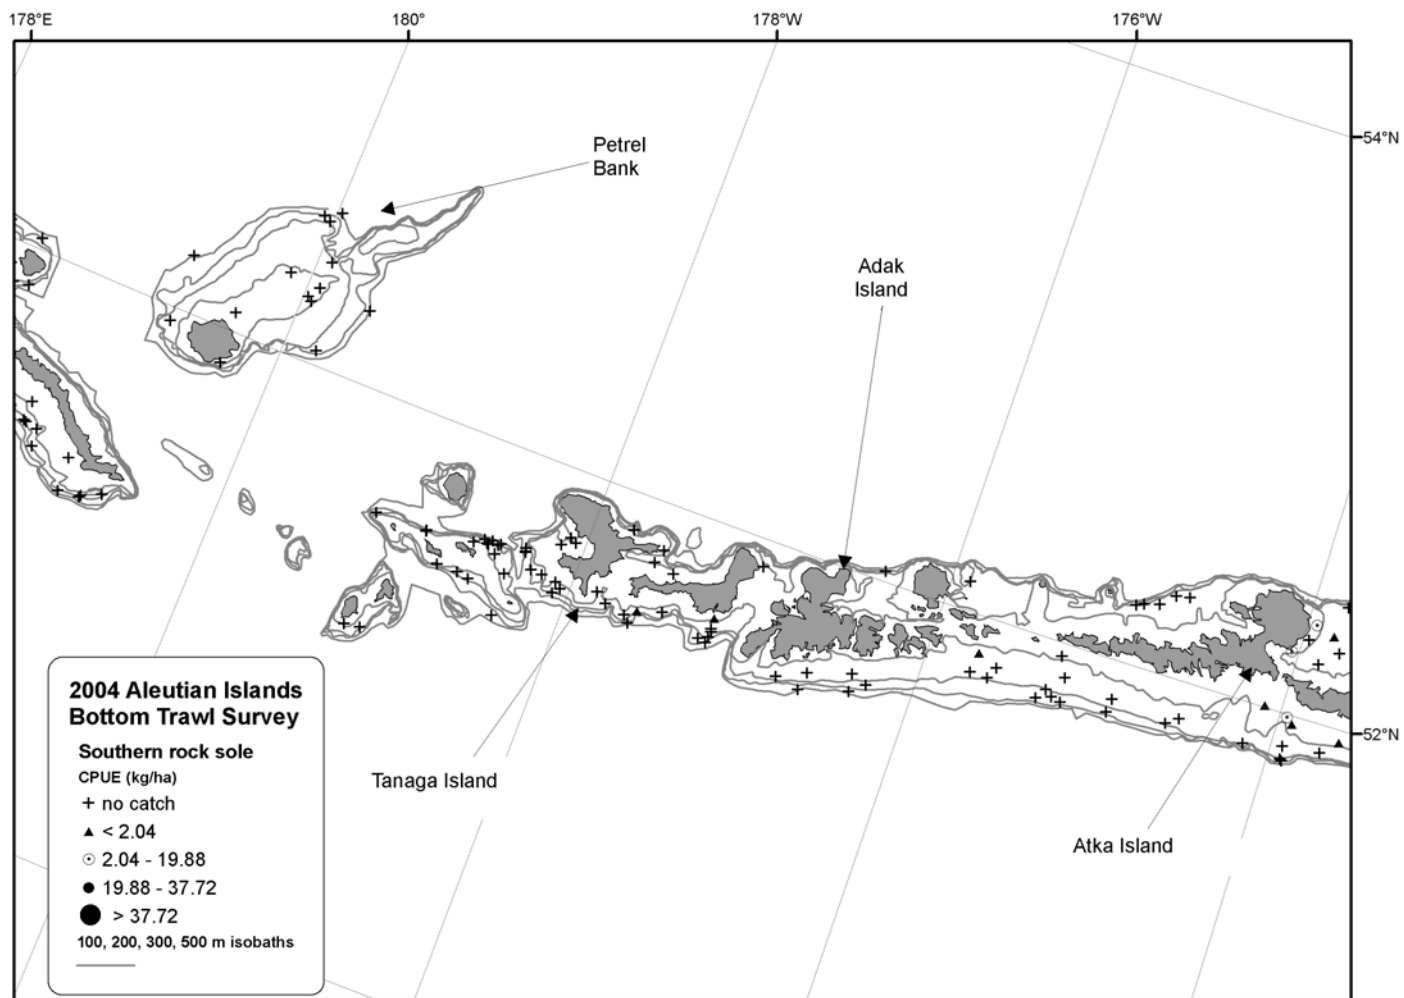 178°E
180°
178°W
176°W
54°N
Petrel
Bank
Adak
Island
52°N
Tanaga Island
Atka Island
2004 Aleutian Islands
Bottom Trawl Survey
Southern rock sole
CPUE (kg/ha)
no catch
< 2.04
2.04 - 19.88
19.88 - 37.72
> 37.72
100, 200, 300, 500 m isobaths